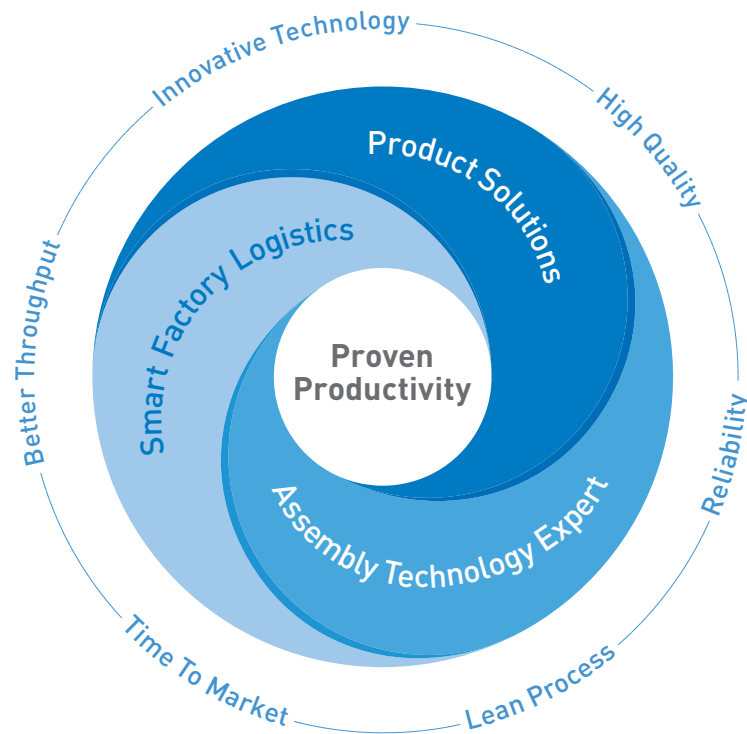 Innovative Technology
High Quality
Reliability
Lean Process
Time To Market
Better Throughput
Product Solutions
Assembly Technology Expert
Smart Factory Logistics
Proven
Productivity